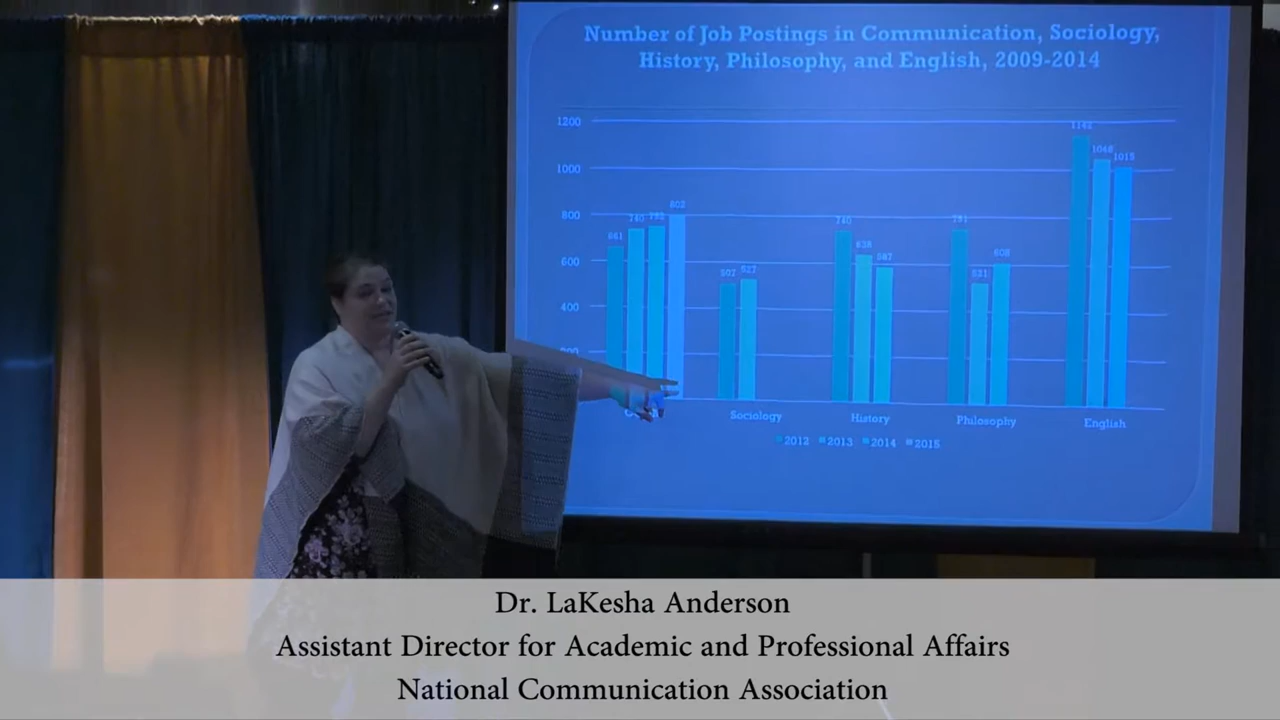 Number of Job Postings in Communication, Sociology,
History, Philosophy, and English, 2009-2014
1200
1000
800
600
400
200
661 740 752 802
507 527
740 638 587
531 608
1142 1048 1015
Sociology History Philosophy English
2012 2013 2014 2015
Dr. LaKesha Anderson
Assistant Director for Academic and Professional Affairs
National Communication Association